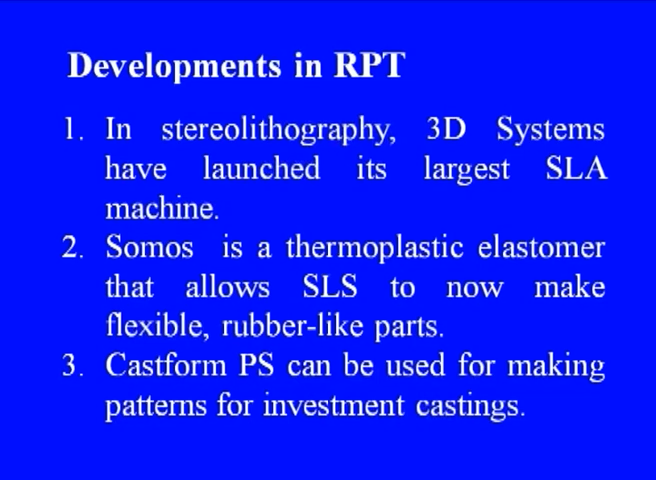 Developments in RPT
1. In stereolithography, 3D Systems
have launched its largest SLA
machine.
2. Somos is a thermoplastic elastomer
that allows SLS to now make
flexible, rubber-like parts.
3. Castform PS can be used for making
patterns for investment castings.